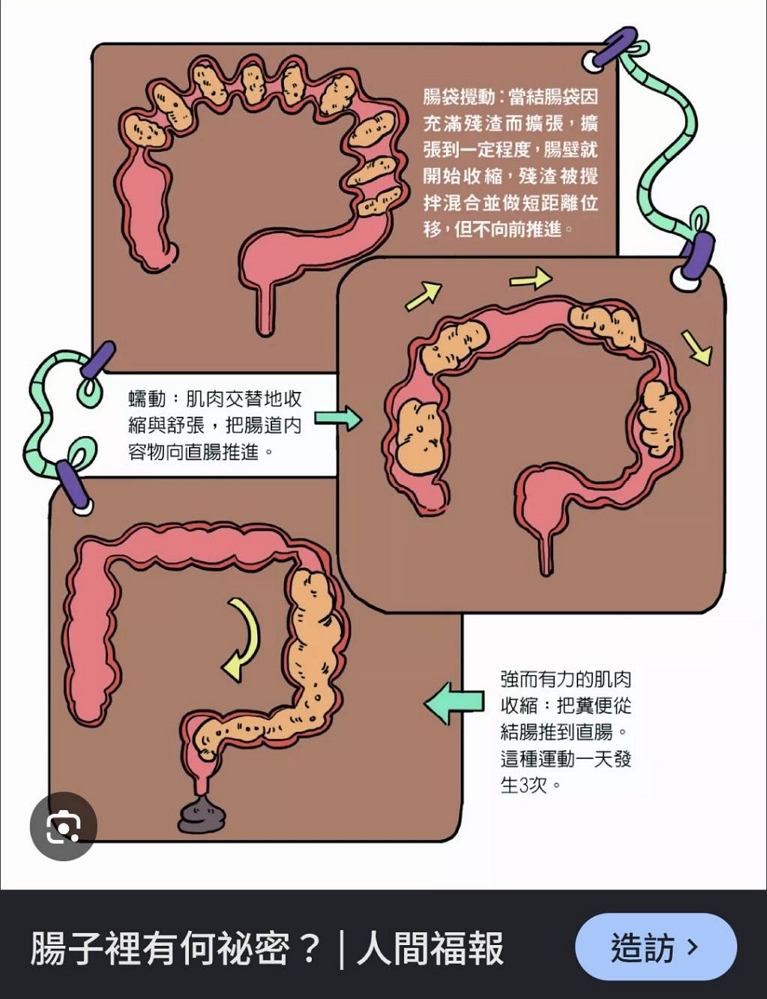 腸袋攪動：當結腸袋因
充滿殘渣而擴張，擴
張到一定程度，腸壁就
開始收縮，殘渣被攪
拌混合並做短距離位
移，但不向前推進。
蠕動：肌肉交替地收
縮與舒張，把腸道內
容物向直腸推進。
強而有力的肌肉
收縮：把糞便從
結腸推到直腸。
這種運動一天發
生3次。
腸子裡有何祕密？ | 人間福報
造訪 >